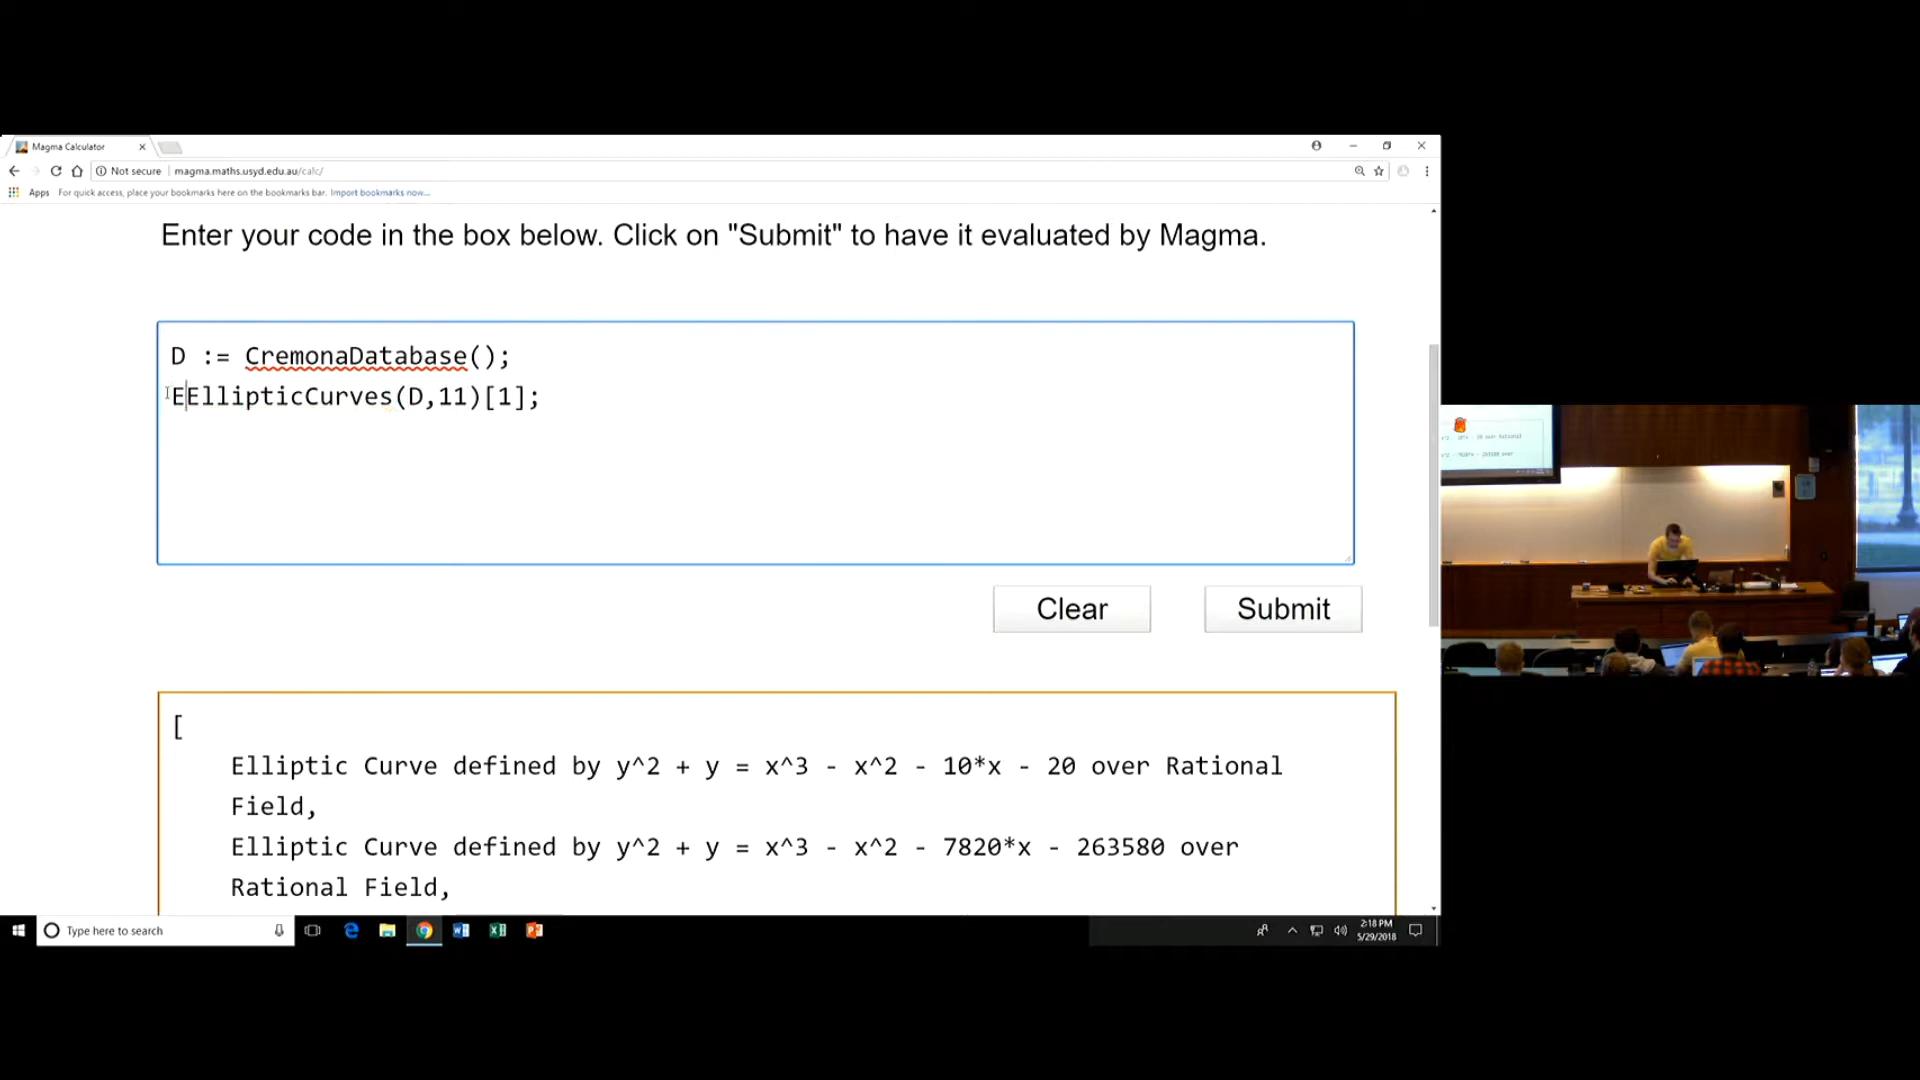 Magma Calculator
Not secure
magma.maths.usyd.edu.au/calc/
Apps
For quick access, place your bookmarks here on the bookmarks bar. Import bookmarks now...
Enter your code in the box below. Click on "Submit" to have it evaluated by Magma.
D := CremonaDatabase();
EEllipticCurves(D,11)[1];
Clear
Submit
[
Elliptic Curve defined by y^2 + y = x^3 - x^2 - 10*x - 20 over Rational
Field,
Elliptic Curve defined by y^2 + y = x^3 - x^2 - 7820*x - 263580 over
Rational Field,
Type here to search
2:18 PM
5/29/2018